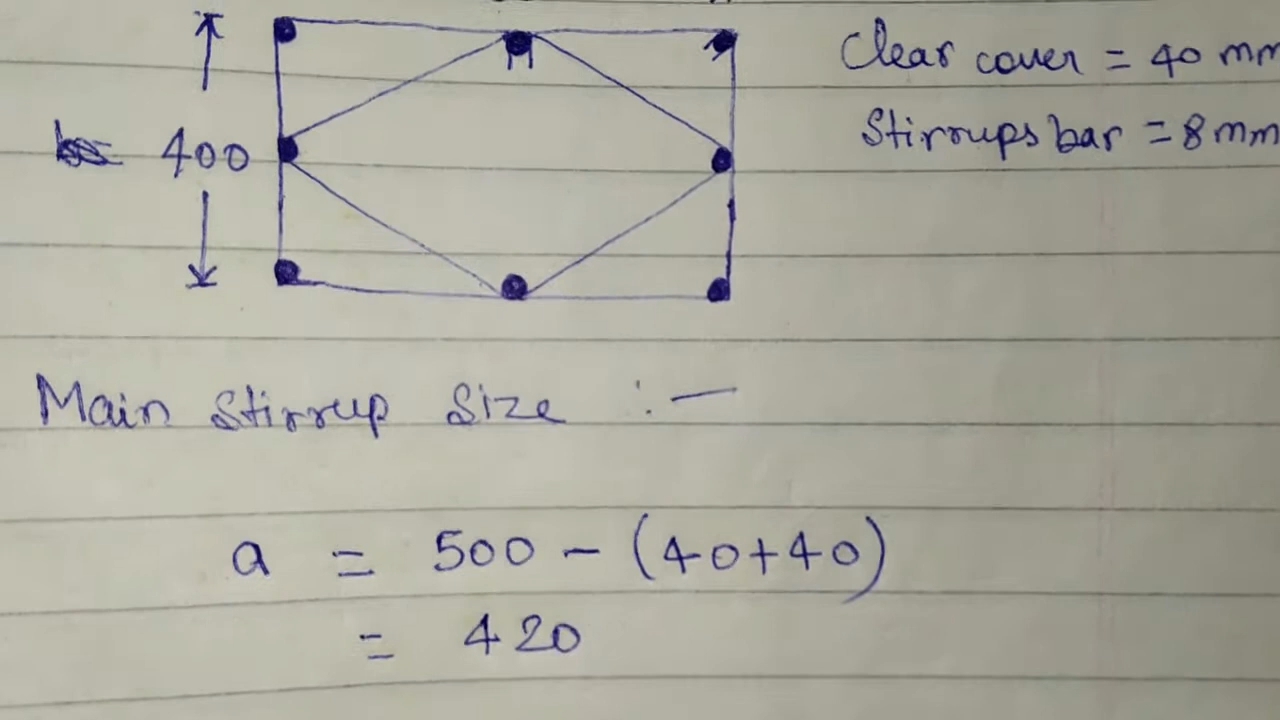 Clear cover = 40 mm
Stirrups bar = 8 mm
400
Main Stirrup Size :-
a = 500 - (40+40)
= 420